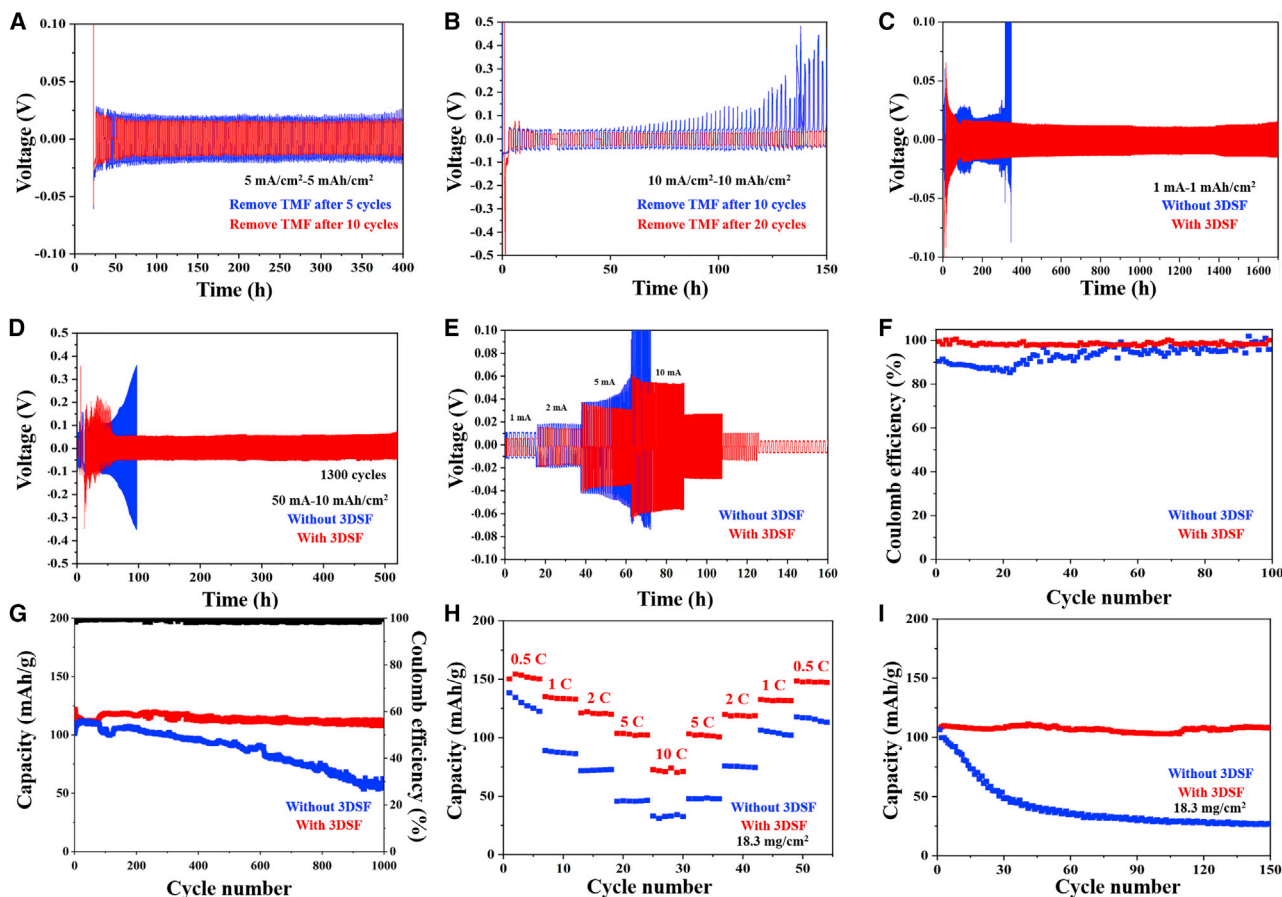 A
0.10
0.05
0.00
-0.05
0.10
Voltage (V)
5 mA/cm²-5 mAh/cm²
Remove TMF after 5 cycles
Remove TMF after 10 cycles
0 50 100 150 200 250 300 350 400
Time (h)
B
0.5
0.4
0.3
0.2
0.1
0.0
-0.1
-0.2
-0.3
-0.4
-0.5
Voltage (V)
10 mA/cm²-10 mAh/cm²
Remove TMF after 10 cycles
Remove TMF after 20 cycles
0 50 100 150
Time (h)
C
0.10
0.05
0.00
-0.05
-0.10
Voltage (V)
1 mA-1 mAh/cm²
Without 3DSF
With 3DSF
0 200 400 600 800 1000 1200 1400 1600
Time (h)
D
0.5
0.4
0.3
0.2
0.1
0.0
-0.1
-0.2
-0.3
-0.4
-0.5
Voltage (V)
1300 cycles
50 mA-10 mAh/cm²
Without 3DSF
With 3DSF
0 100 200 300 400 500
Time (h)
E
0.10
0.08
0.06
0.04
0.02
0.00
-0.02
-0.04
-0.06
-0.08
-0.10
Voltage (V)
1 mA
2 mA
5 mA
10 mA
Without 3DSF
With 3DSF
0 20 40 60 80 100 120 140 160
Time (h)
F
100
80
60
40
20
0
Coulomb efficiency (%)
Without 3DSF
With 3DSF
0 20 40 60 80 100
Cycle number
G
200
150
100
50
0
Capacity (mAh/g)
100
80
60
40
20
0
Coulomb efficiency (%)
Without 3DSF
With 3DSF
0 200 400 600 800 1000
Cycle number
H
200
150
100
50
0
Capacity (mAh/g)
0.5 C
1 C
2 C
5 C
10 C
5 C
2 C
1 C
0.5 C
Without 3DSF
With 3DSF
18.3 mg/cm²
0 10 20 30 40 50
Cycle number
I
200
150
100
50
0
Capacity (mAh/g)
Without 3DSF
With 3DSF
18.3 mg/cm²
0 30 60 90 120 150
Cycle number